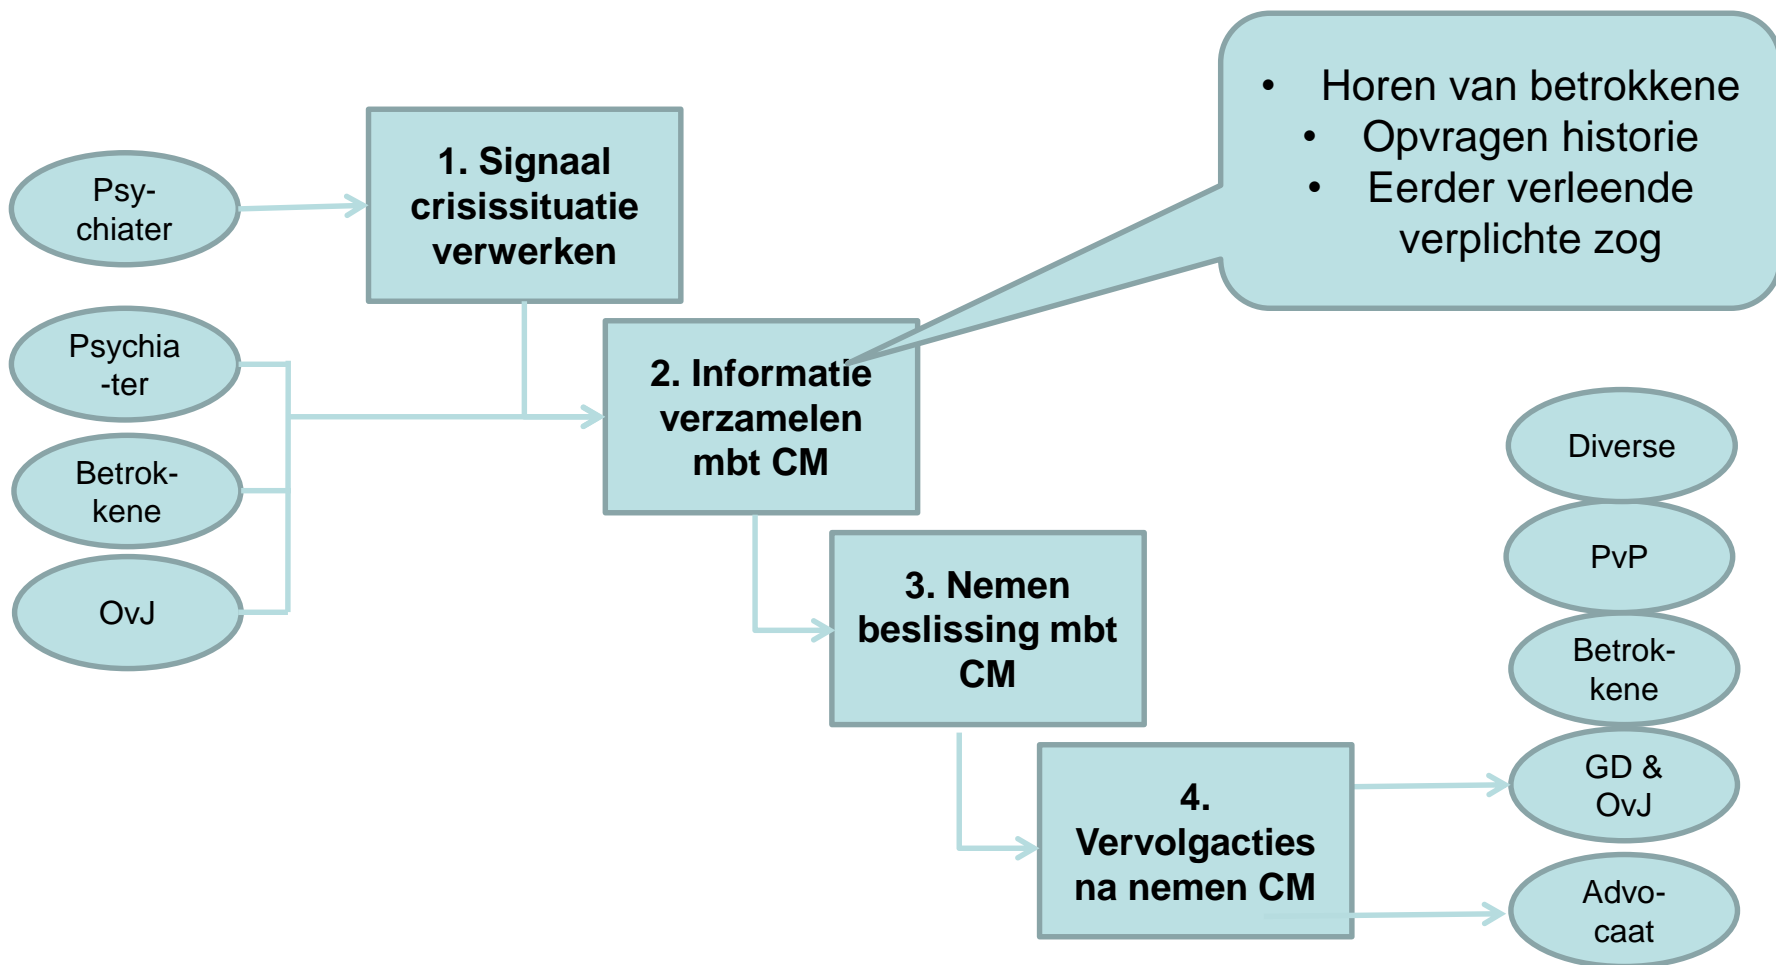 • Horen van betrokkene
• Opvragen historie
• Eerder verleende
verplichte zog
Psy-
chiater
1. Signaal
crisissituatie
verwerken
Psychia
-ter
Betrok-
kene
OvJ
2. Informatie
verzamelen
mbt CM
3. Nemen
beslissing mbt
CM
4.
Vervolgacties
na nemen CM
Diverse
PvP
Betrok-
kene
GD &
OvJ
Advo-
caat